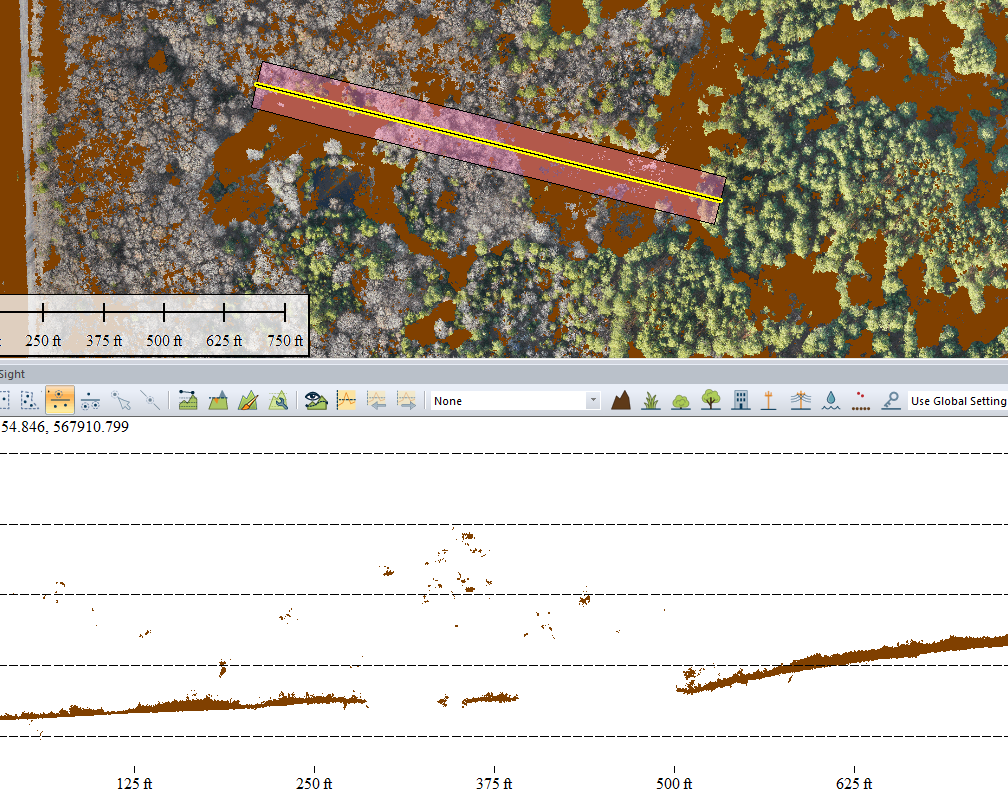 250 ft 375 ft 500 ft 625 ft 750 ft
Sight
None Use Global Setting
54.846, 567910.799
125 ft 250 ft 375 ft 500 ft 625 ft